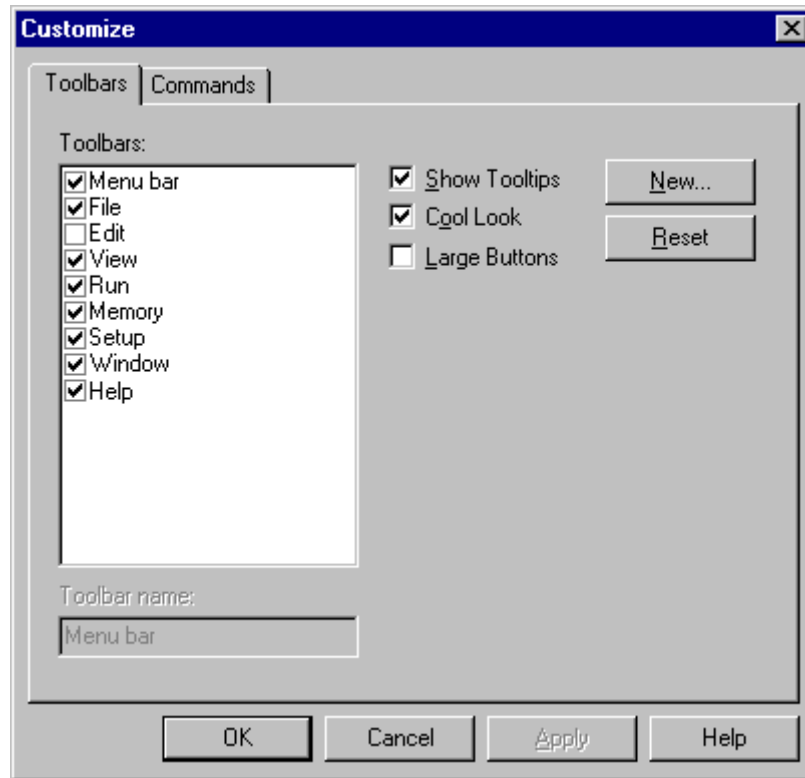 Customize
Toolbars
Commands
Toolbars:
Menu bar
File
Edit
View
Run
Memory
Setup
Window
Help
Show Tooltips
Cool Look
Large Buttons
New...
Reset
Toolbar name:
Menu bar
OK
Cancel
Apply
Help